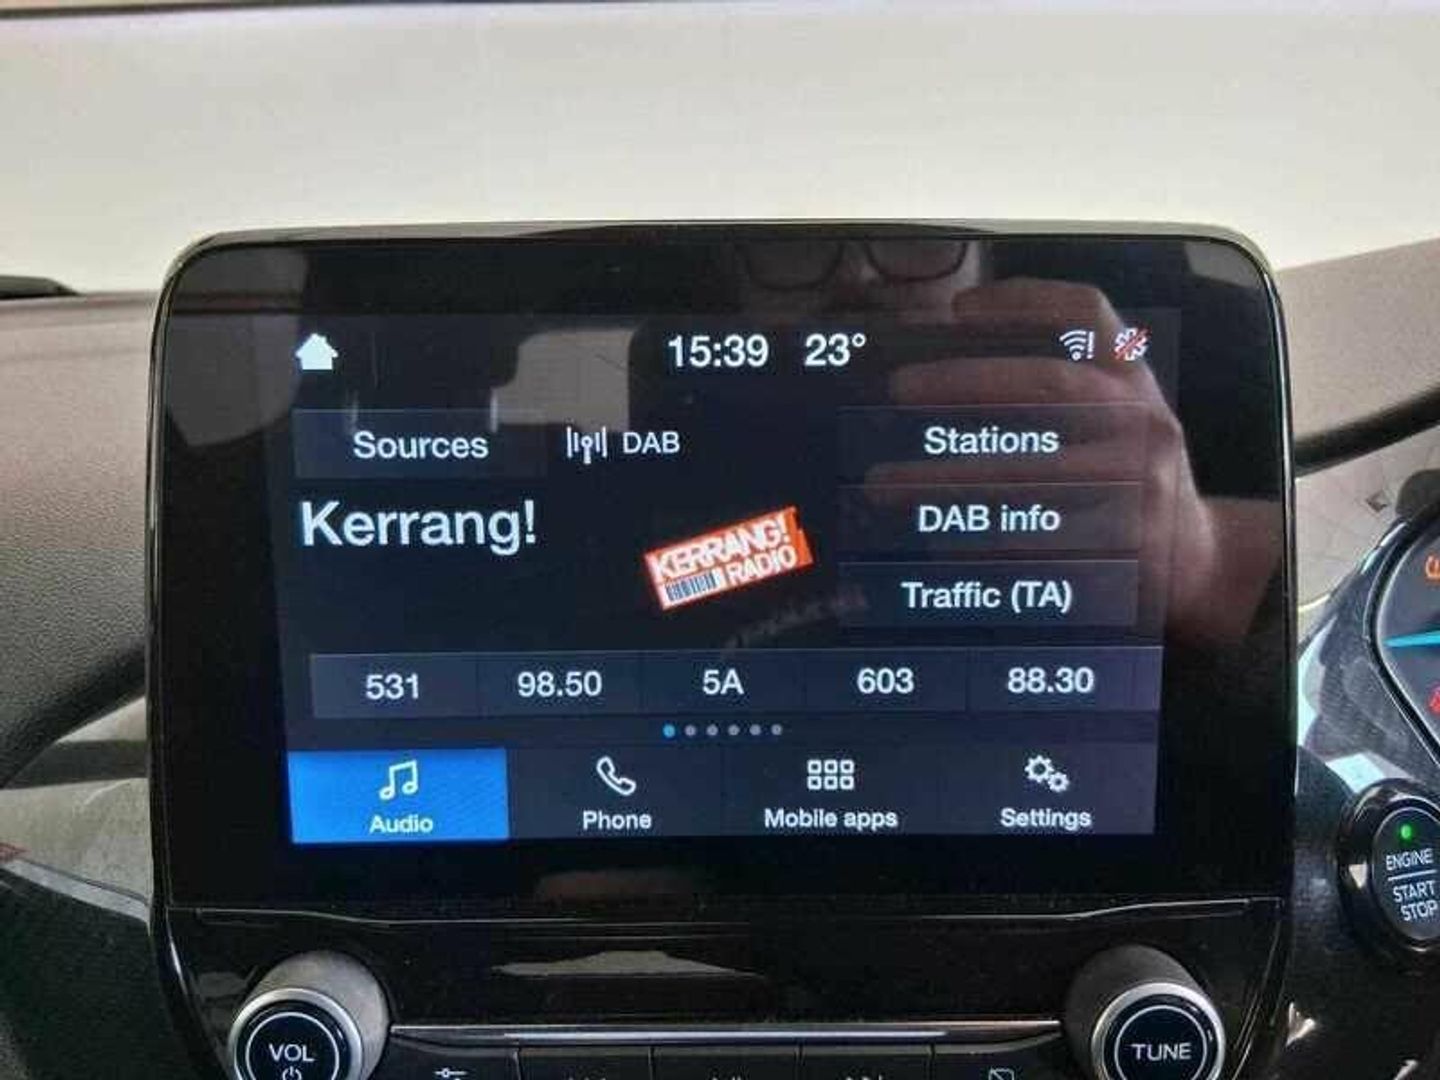 15:39 23°
Sources DAB Stations
Kerrang!
KERRANG!
RADIO
DAB info
Traffic (TA)
531 98.50 5A 603 88.30
Audio Phone Mobile apps Settings
ENGINE
START
STOP
VOL TUNE